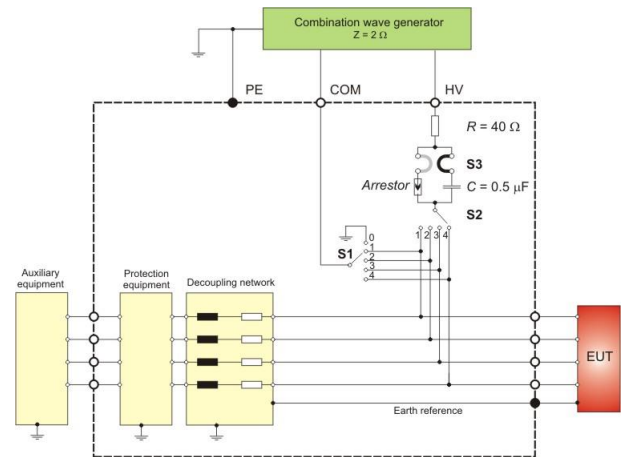 Combination wave generator
Z = 2 Ω
PE
COM
HV
R = 40 Ω
S3
Arrestor
C = 0.5 µF
S2
0
1
2
3
4
S1
1 2 3 4
Auxiliary
equipment
Protection
equipment
Decoupling network
EUT
Earth reference